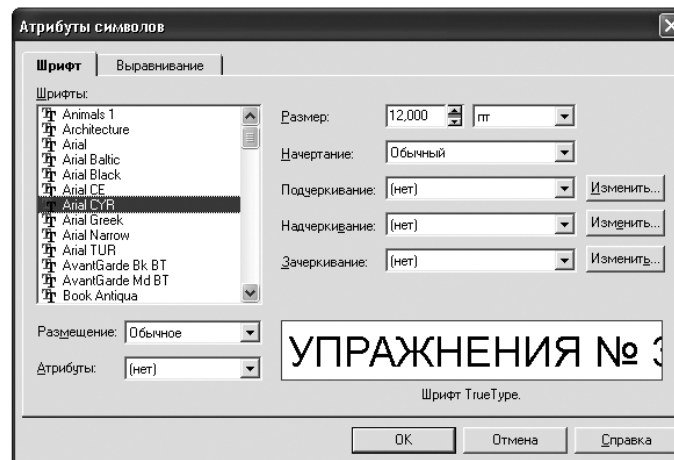 Атрибуты символов
Шрифт
Выравнивание
Шрифты:
Animals 1
Architecture
Arial
Arial Baltic
Arial Black
Arial CE
Arial CYR
Arial Greek
Arial Narrow
Arial TUR
AvantGarde Bk BT
AvantGarde Md BT
Book Antiqua
Размещение: Обычное
Атрибуты: (нет)
Размер: 12,000 пт
Начертание: Обычный
Подчеркивание: (нет) Изменить...
Надчеркивание: (нет) Изменить...
Зачеркивание: (нет) Изменить...
УПРАЖНЕНИЯ №
Шрифт TrueType.
OK Отмена Справка